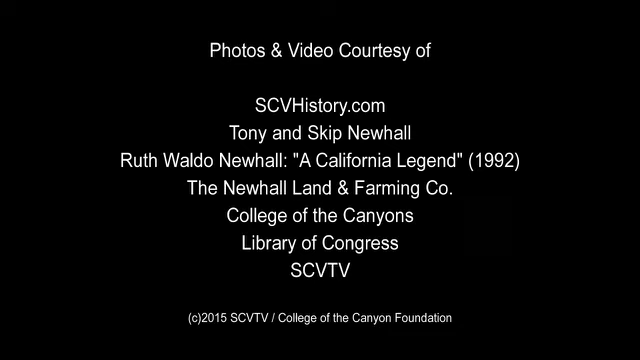 Photos & Video Courtesy of
SCVHistory.com
Tony and Skip Newhall
Ruth Waldo Newhall: "A California Legend" (1992)
The Newhall Land & Farming Co.
College of the Canyons
Library of Congress
SCVTV
(c)2015 SCVTV / College of the Canyon Foundation